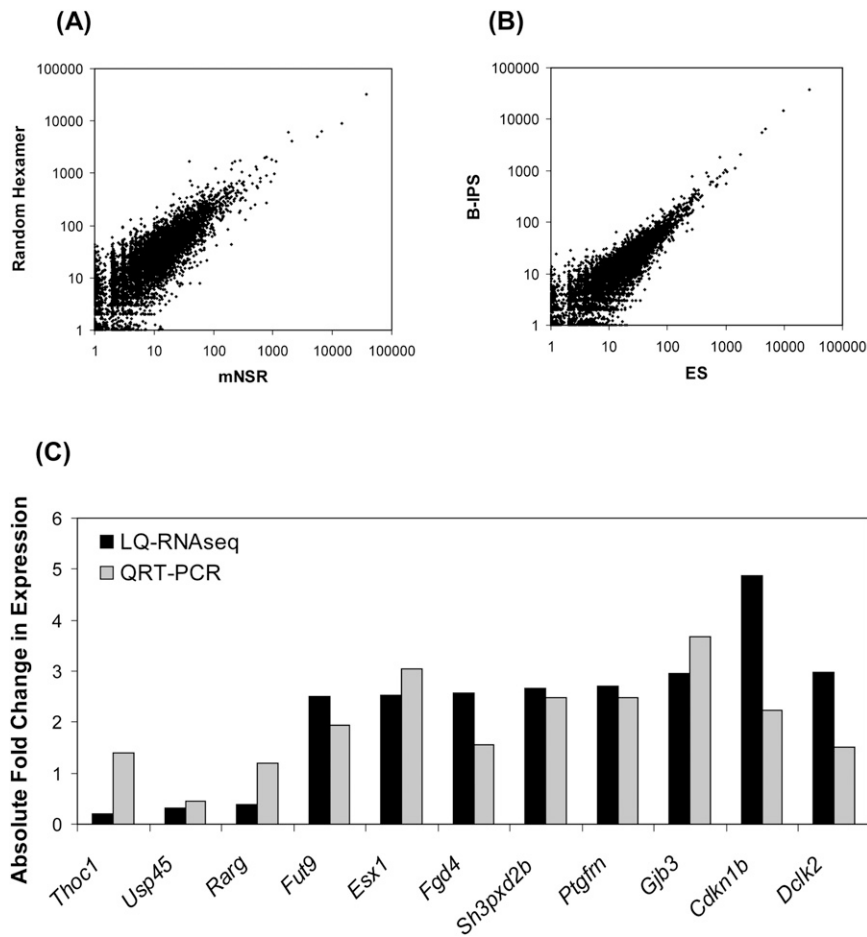 (A)
100000
10000
1000
100
10
1
Random Hexamer
1 10 100 1000 10000 100000
mNSR
(B)
100000
10000
1000
100
10
1
B-IPS
1 10 100 1000 10000 100000
ES
(C)
Absolute Fold Change in Expression
6
5
4
3
2
1
0
LQ-RNAseq
QRT-PCR
Thoc1
Usp45
Rarg
Fut9
Esx1
Fgd4
Sh3pxd2b
Ptgfrn
Gjb3
Cdkn1b
Dclk2